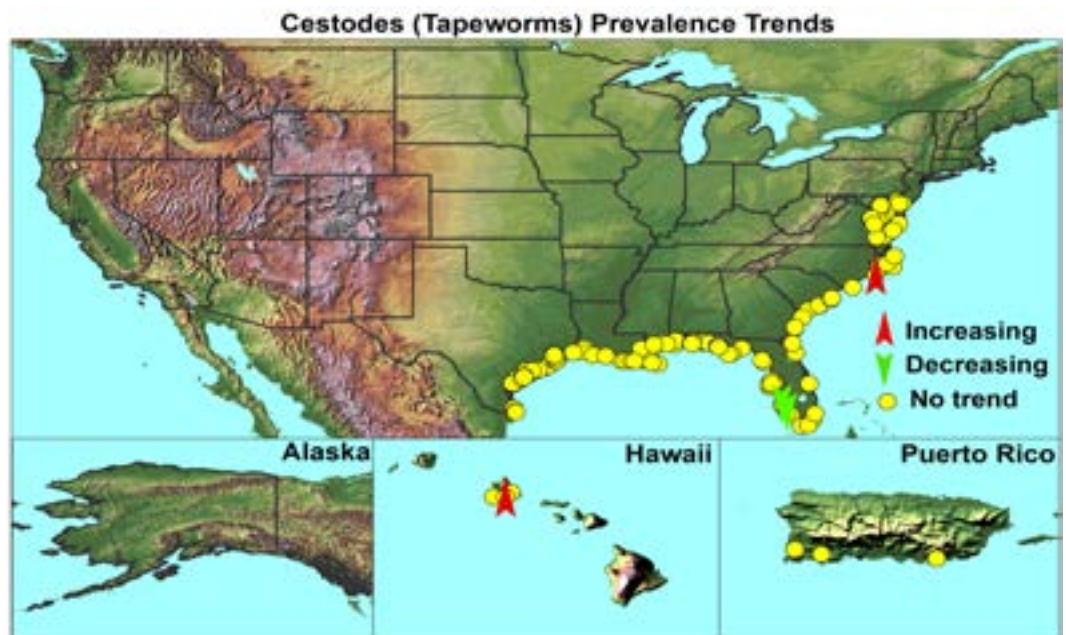 Cestodes (Tapeworms) Prevalence Trends
Increasing
Decreasing
No trend
Alaska
Hawaii
Puerto Rico